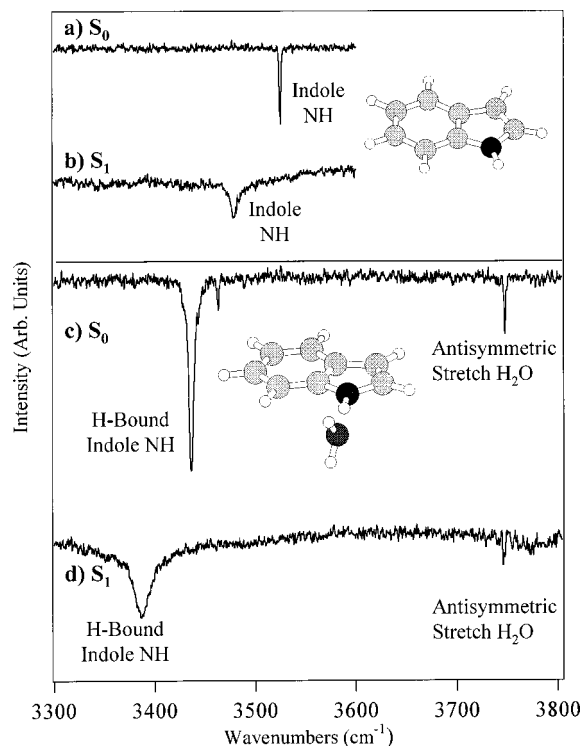 a) S₀
Indole
NH
b) S₁
Indole
NH
c) S₀
H-Bound
Indole NH
Antisymmetric
Stretch H₂O
d) S₁
H-Bound
Indole NH
Antisymmetric
Stretch H₂O
Intensity (Arb. Units)
3300 3400 3500 3600 3700 3800
Wavenumbers (cm⁻¹)